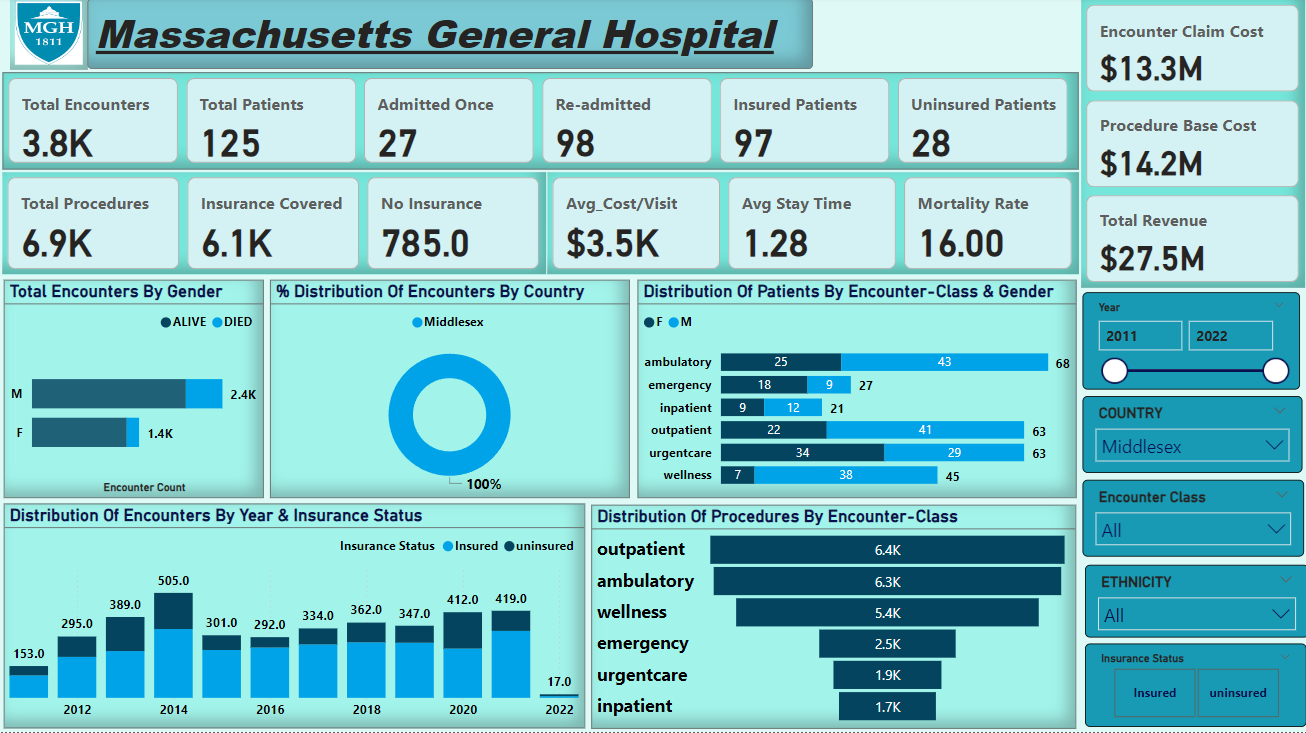 MGH
1811
Massachusetts General Hospital
Encounter Claim Cost
$13.3M
Procedure Base Cost
$14.2M
Total Revenue
$27.5M
Total Encounters
3.8K
Total Patients
125
Admitted Once
27
Re-admitted
98
Insured Patients
97
Uninsured Patients
28
Total Procedures
6.9K
Insurance Covered
6.1K
No Insurance
785.0
Avg_Cost/Visit
$3.5K
Avg Stay Time
1.28
Mortality Rate
16.00
Total Encounters By Gender
ALIVE DIED
M 2.4K
F 1.4K
Encounter Count
% Distribution Of Encounters By Country
Middlesex
100%
Distribution Of Patients By Encounter-Class & Gender
F M
ambulatory 25 43 68
emergency 18 9 27
inpatient 9 12 21
outpatient 22 41 63
urgentcare 34 29 63
wellness 7 38 45
Year
2011 2022
COUNTRY
Middlesex
Encounter Class
All
ETHNICITY
All
Insurance Status
Insured uninsured
Distribution Of Encounters By Year & Insurance Status
Insurance Status Insured uninsured
153.0 295.0 389.0 505.0 301.0 292.0 334.0 362.0 347.0 412.0 419.0 17.0
2012 2014 2016 2018 2020 2022
Distribution Of Procedures By Encounter-Class
outpatient 6.4K
ambulatory 6.3K
wellness 5.4K
emergency 2.5K
urgentcare 1.9K
inpatient 1.7K